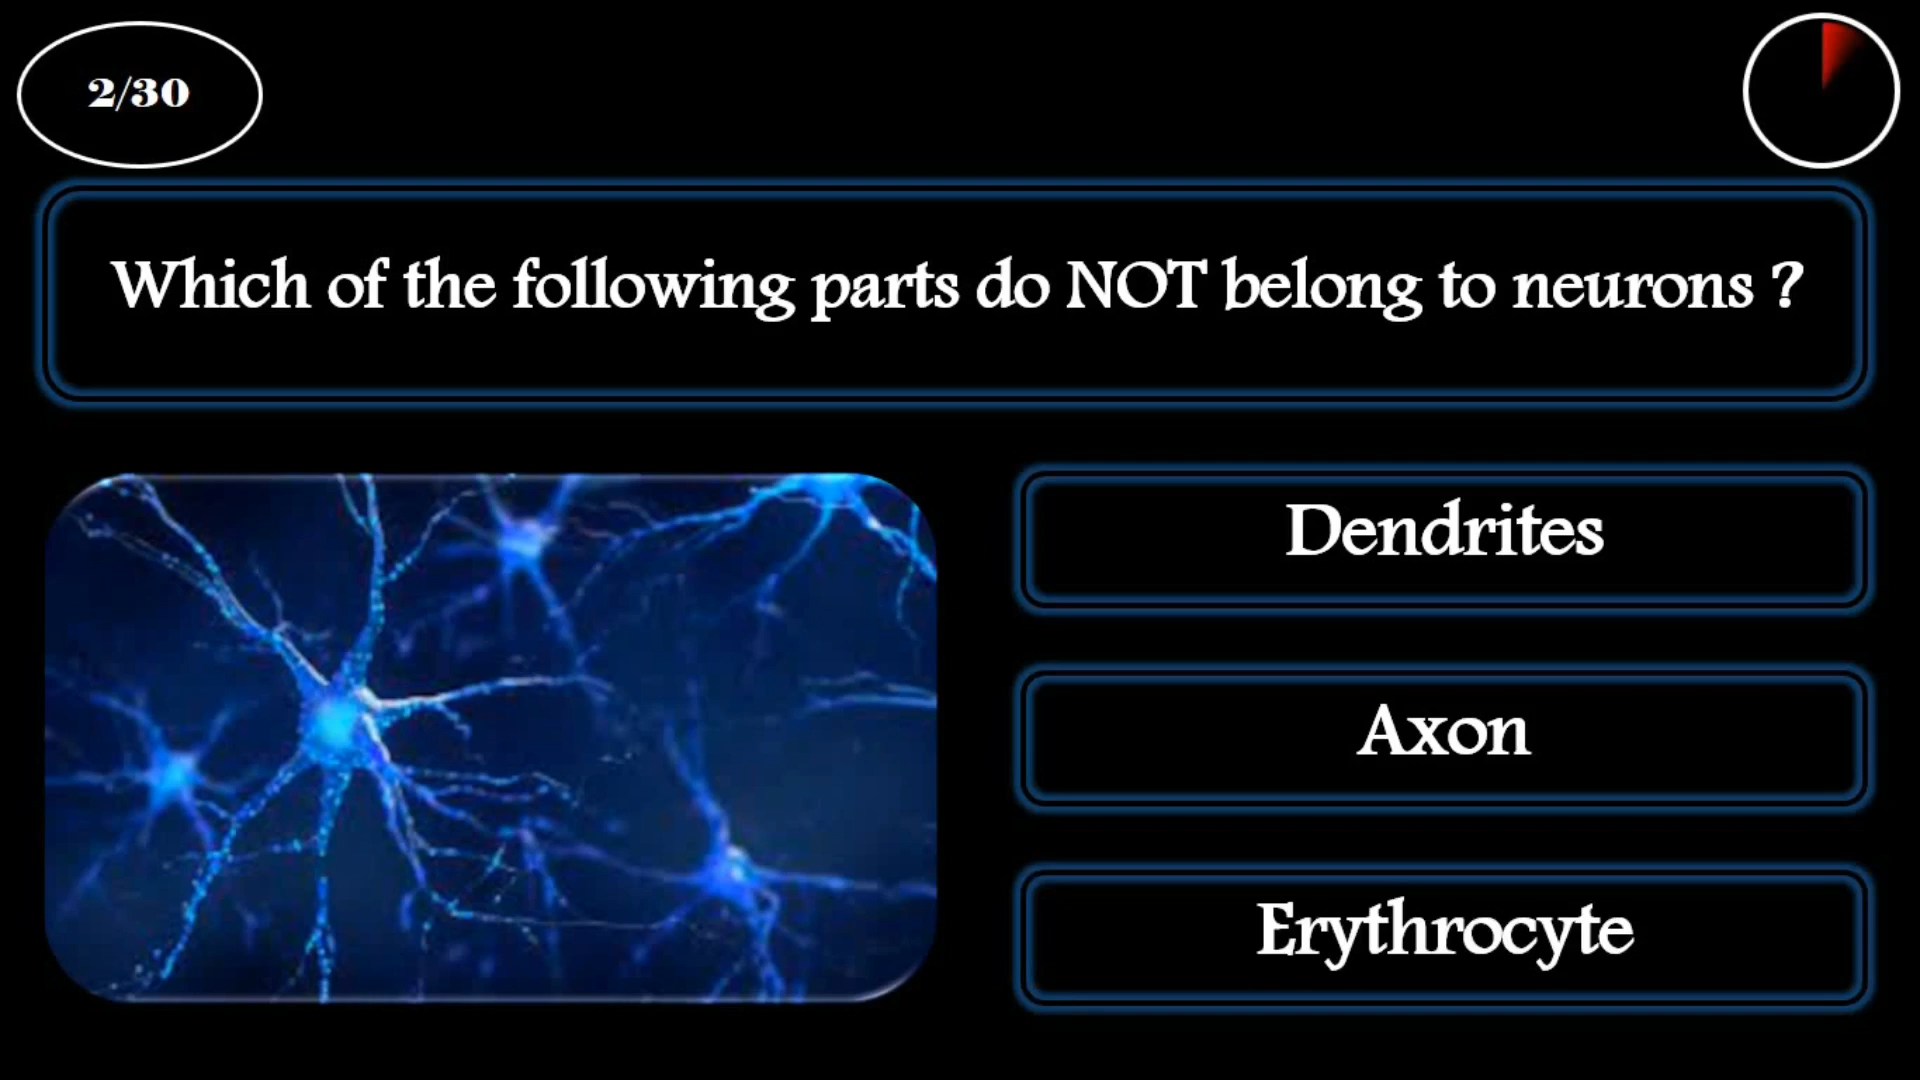 2/30
Which of the following parts do NOT belong to neurons ?
Dendrites
Axon
Erythrocyte